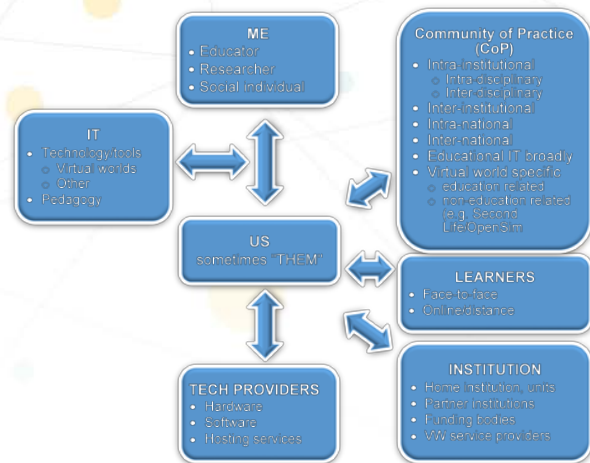 ME
• Educator
• Researcher
• Social individual
Community of Practice
(CoP)
• Intra-institutional
○ Intra-disciplinary
○ Inter-disciplinary
• Inter-institutional
• Intra-national
• Inter-national
• Educational IT broadly
• Virtual world specific
○ education related
○ non-education related
(e.g. Second
Life/OpenSim
IT
• Technology/tools
○ Virtual worlds
○ Other
• Pedagogy
US
sometimes "THEM"
LEARNERS
• Face-to-face
• Online/distance
TECH PROVIDERS
• Hardware
• Software
• Hosting services
INSTITUTION
• Home institution, units
• Partner institutions
• Funding bodies
• VW service providers